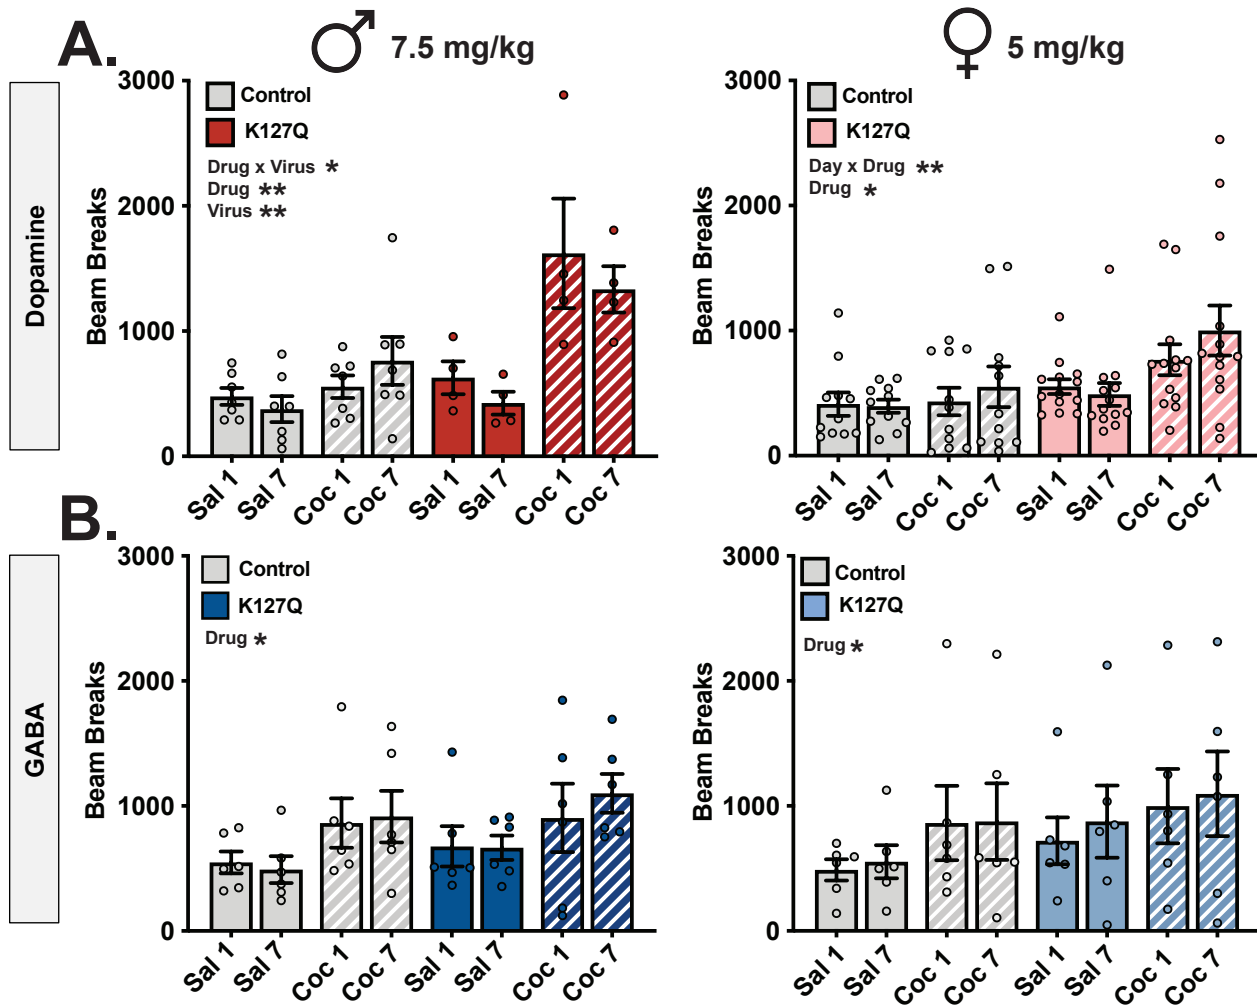 A.
♂ 7.5 mg/kg
♀ 5 mg/kg
Dopamine
Beam Breaks
3000
2000
1000
0
Control
K127Q
Drug x Virus *
Drug **
Virus **
Sal 1 Sal 7 Coc 1 Coc 7 Sal 1 Sal 7 Coc 1 Coc 7
Beam Breaks
3000
2000
1000
0
Control
K127Q
Day x Drug **
Drug *
Sal 1 Sal 7 Coc 1 Coc 7 Sal 1 Sal 7 Coc 1 Coc 7
B.
GABA
Beam Breaks
3000
2000
1000
0
Control
K127Q
Drug *
Sal 1 Sal 7 Coc 1 Coc 7 Sal 1 Sal 7 Coc 1 Coc 7
Beam Breaks
3000
2000
1000
0
Control
K127Q
Drug *
Sal 1 Sal 7 Coc 1 Coc 7 Sal 1 Sal 7 Coc 1 Coc 7